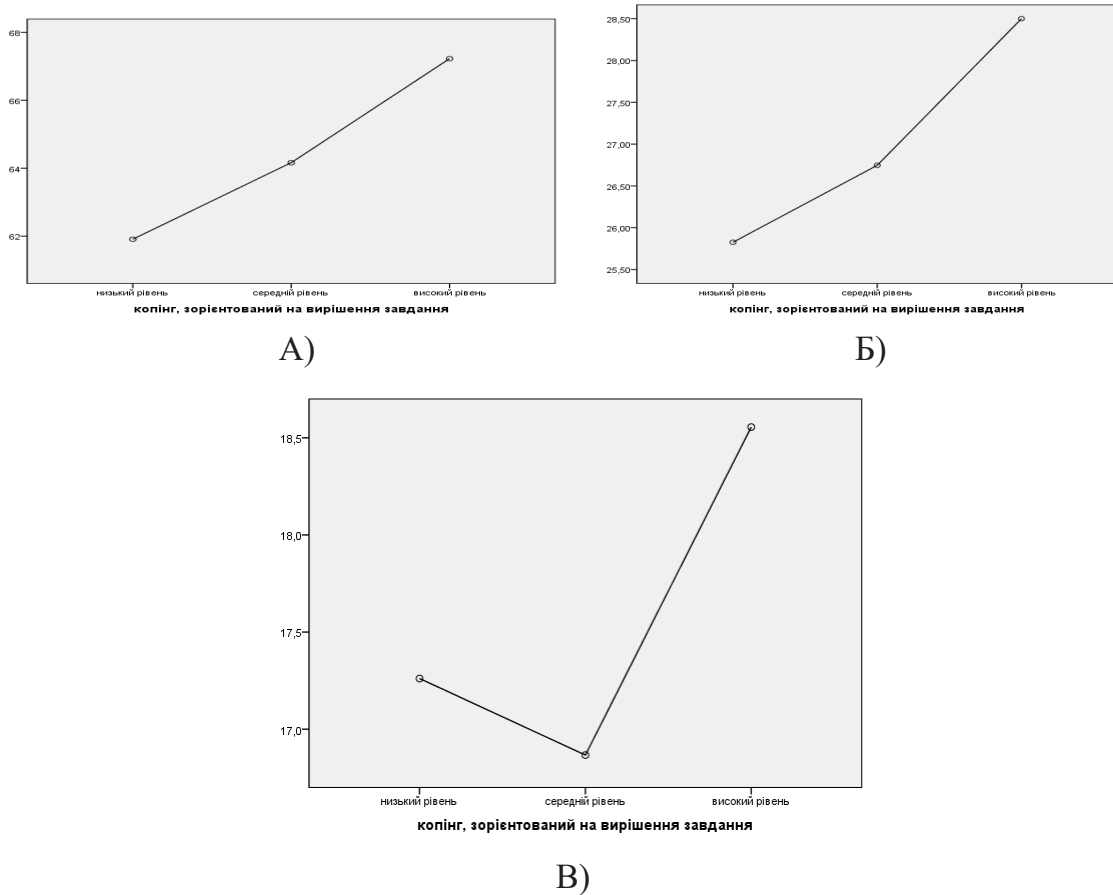 68
66
64
62
низький рівень
середній рівень
високий рівень
копінг, зорієнтований на вирішення завдання
А)
28,50
28,00
27,50
27,00
26,50
26,00
25,50
низький рівень
середній рівень
високий рівень
копінг, зорієнтований на вирішення завдання
Б)
18,5
18,0
17,5
17,0
низький рівень
середній рівень
високий рівень
копінг, зорієнтований на вирішення завдання
В)